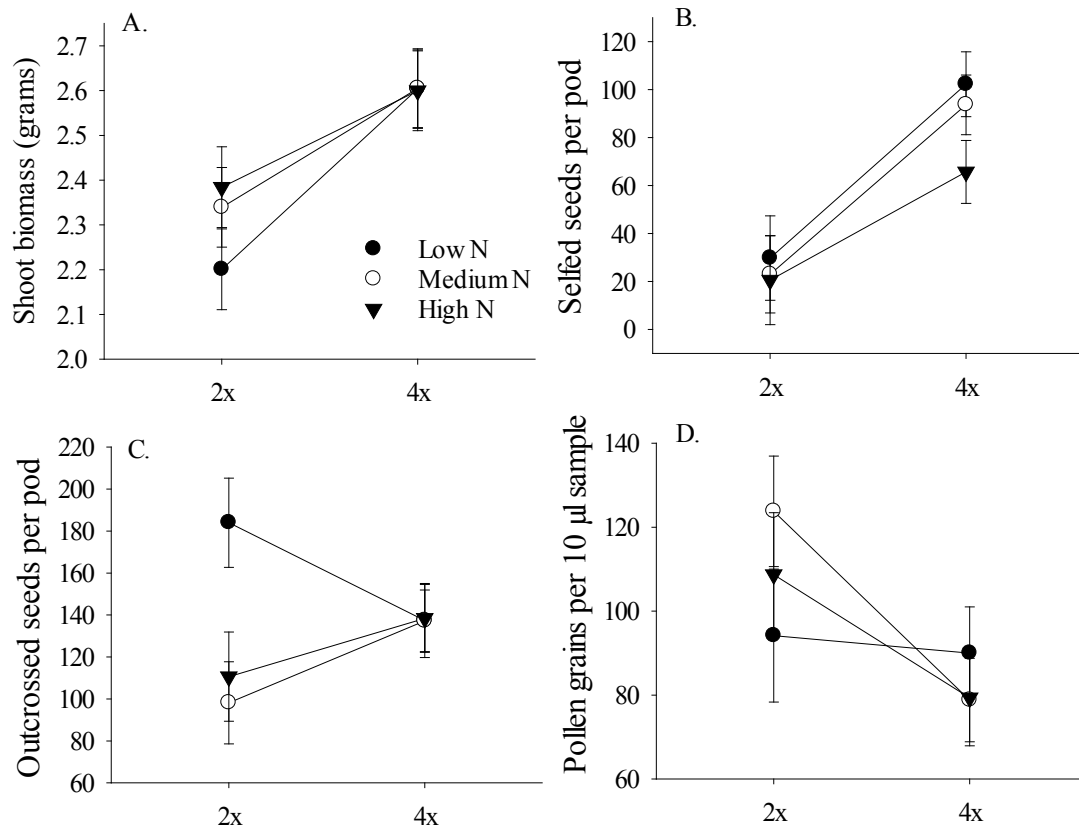 A.
Shoot biomass (grams)
2.7
2.6
2.5
2.4
2.3
2.2
2.1
2.0
Low N
Medium N
High N
2x
4x
B.
Selfed seeds per pod
120
100
80
60
40
20
0
2x
4x
C.
Outcrossed seeds per pod
220
200
180
160
140
120
100
80
60
2x
4x
D.
Pollen grains per 10 µl sample
140
120
100
80
60
2x
4x